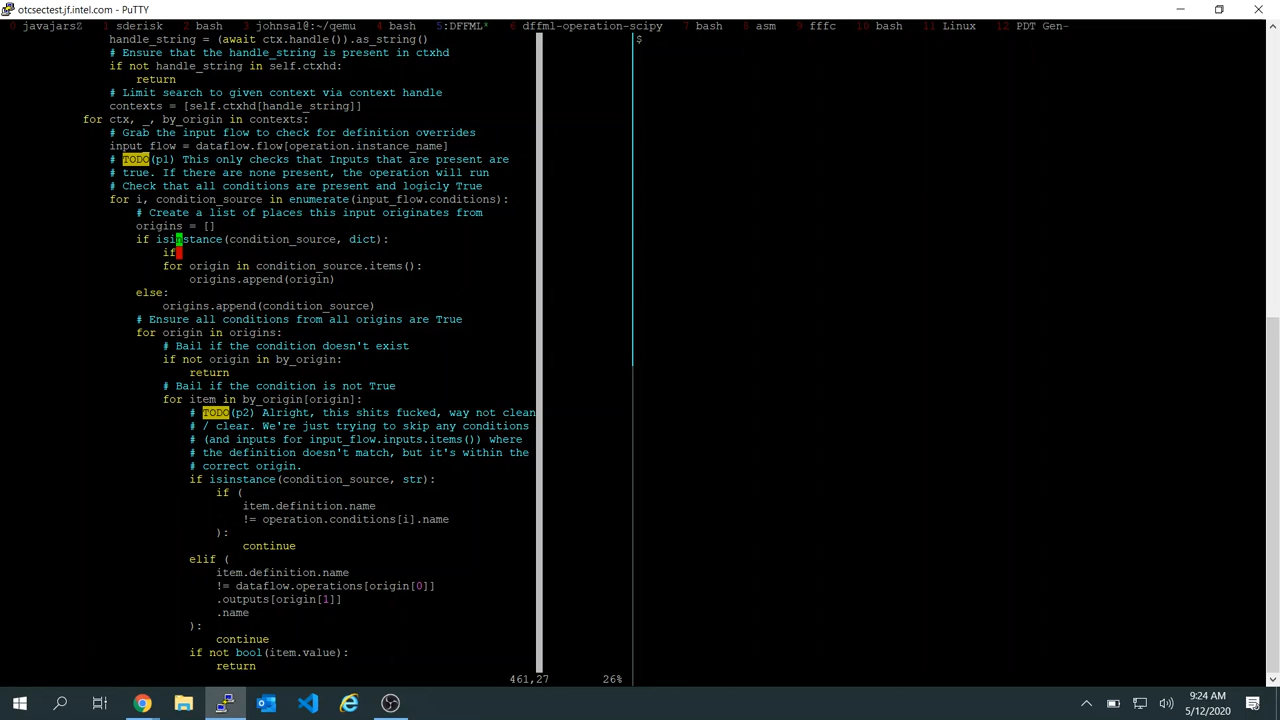 otcsectest.jf.intel.com - PuTTY
0 javajarsZ 1 sderisk 2 bash 3 johnsa1@:~/qemu 4 bash 5:DFFML* 6 dffml-operation-scipy 7 bash 8 asm 9 fffc 10 bash 11 Linux 12 PDT Gen-
handle_string = (await ctx.handle()).as_string()
# Ensure that the handle_string is present in ctxhd
if not handle_string in self.ctxhd:
return
# Limit search to given context via context handle
contexts = [self.ctxhd[handle_string]]
for ctx, _, by_origin in contexts:
# Grab the input flow to check for definition overrides
input_flow = dataflow.flow[operation.instance_name]
# TODO(p1) This only checks that Inputs that are present are
# true. If there are none present, the operation will run
# Check that all conditions are present and logicly True
for i, condition_source in enumerate(input_flow.conditions):
# Create a list of places this input originates from
origins = []
if isinstance(condition_source, dict):
if
for origin in condition_source.items():
origins.append(origin)
else:
origins.append(condition_source)
# Ensure all conditions from all origins are True
for origin in origins:
# Bail if the condition doesn't exist
if not origin in by_origin:
return
# Bail if the condition is not True
for item in by_origin[origin]:
# TODO(p2) Alright, this shits fucked, way not clean
# / clear. We're just trying to skip any conditions
# (and inputs for input_flow.inputs.items()) where
# the definition doesn't match, but it's within the
# correct origin.
if isinstance(condition_source, str):
if (
item.definition.name
!= operation.conditions[i].name
):
continue
elif (
item.definition.name
!= dataflow.operations[origin[0]]
.outputs[origin[1]]
.name
):
continue
if not bool(item.value):
return
461,27 26%
$
9:24 AM
5/12/2020